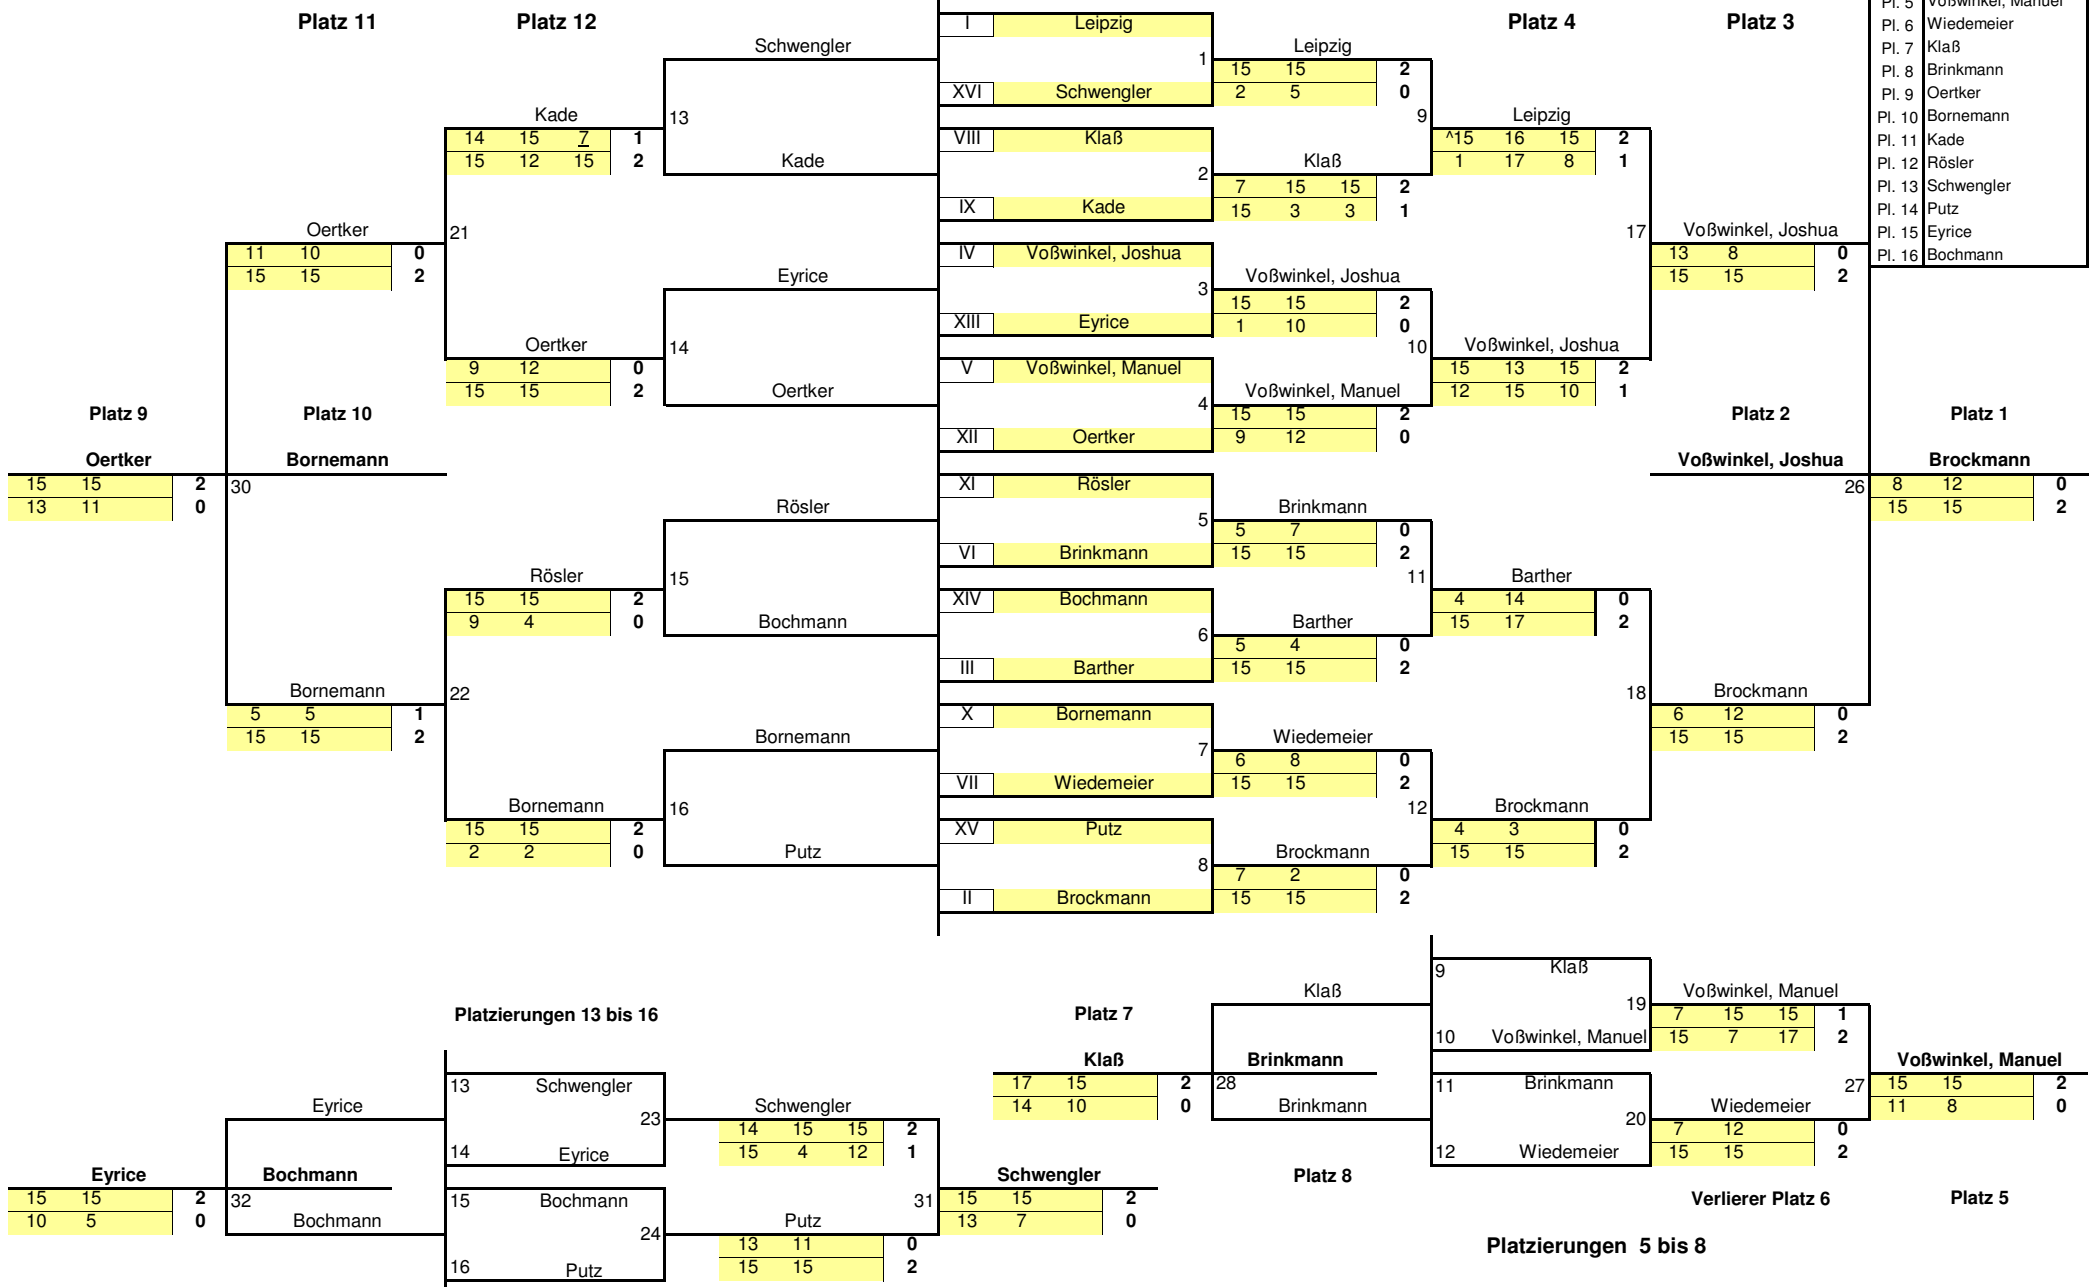 Platz 11 Platz 12 Platz 4 Platz 3
Pl. 5 Voßwinkel, Manuel
Pl. 6 Wiedemeier
Pl. 7 Klaß
Pl. 8 Brinkmann
Pl. 9 Oertker
Pl. 10 Bornemann
Pl. 11 Kade
Pl. 12 Rösler
Pl. 13 Schwengler
Pl. 14 Putz
Pl. 15 Eyrice
Pl. 16 Bochmann
I Leipzig
Schwengler 1 Leipzig
15 15 2
XVI Schwengler 2 5 0
Kade 13 9 Leipzig
14 15 7 1 VIII Klaß ^15 16 15 2
15 12 15 2 Kade Klaß 1 17 8 1
2
7 15 15 2
IX Kade 15 3 3 1
Oertker 21 17 Voßwinkel, Joshua
11 10 0 IV Voßwinkel, Joshua 13 8 0
15 15 2 Eyrice Voßwinkel, Joshua 15 15 2
3
15 15 2
XIII Eyrice 1 10 0
Oertker 14 10 Voßwinkel, Joshua
9 12 0 V Voßwinkel, Manuel 15 13 15 2
15 15 2 Oertker Voßwinkel, Manuel 12 15 10 1
Platz 9 Platz 10 4 15 15 2 Platz 2 Platz 1
XII Oertker 9 12 0
Oertker Bornemann Voßwinkel, Joshua Brockmann
15 15 2 30 XI Rösler 26 8 12 0
13 11 0 Rösler Brinkmann 15 15 2
5
5 7 0
VI Brinkmann 15 15 2
Rösler 15 11 Barther
15 15 2 XIV Bochmann 4 14 0
9 4 0 Bochmann Barther 15 17 2
6
5 4 0
III Barther 15 15 2
Bornemann 22 18 Brockmann
5 5 1 X Bornemann 6 12 0
15 15 2 Bornemann Wiedemeier 15 15 2
7
6 8 0
VII Wiedemeier 15 15 2
Bornemann 16 12 Brockmann
15 15 2 XV Putz 4 3 0
2 2 0 Putz Brockmann 15 15 2
8
7 2 0
II Brockmann 15 15 2
9 Klaß
Klaß 19 Voßwinkel, Manuel
Platzierungen 13 bis 16 Platz 7 7 15 15 1
10 Voßwinkel, Manuel 15 7 17 2
Klaß Brinkmann Voßwinkel, Manuel
13 Schwengler 17 15 2 28 11 Brinkmann 27 15 15 2
Eyrice 23 Schwengler 14 10 0 Brinkmann 20 Wiedemeier 11 8 0
14 15 15 2 7 12 0
14 Eyrice 15 4 12 1 12 Wiedemeier 15 15 2
Eyrice Bochmann Schwengler Platz 8
15 15 2 32 15 Bochmann 31 15 15 2 Verlierer Platz 6 Platz 5
10 5 0 Bochmann 24 Putz 13 7 0
13 11 0 Platzierungen 5 bis 8
16 Putz 15 15 2